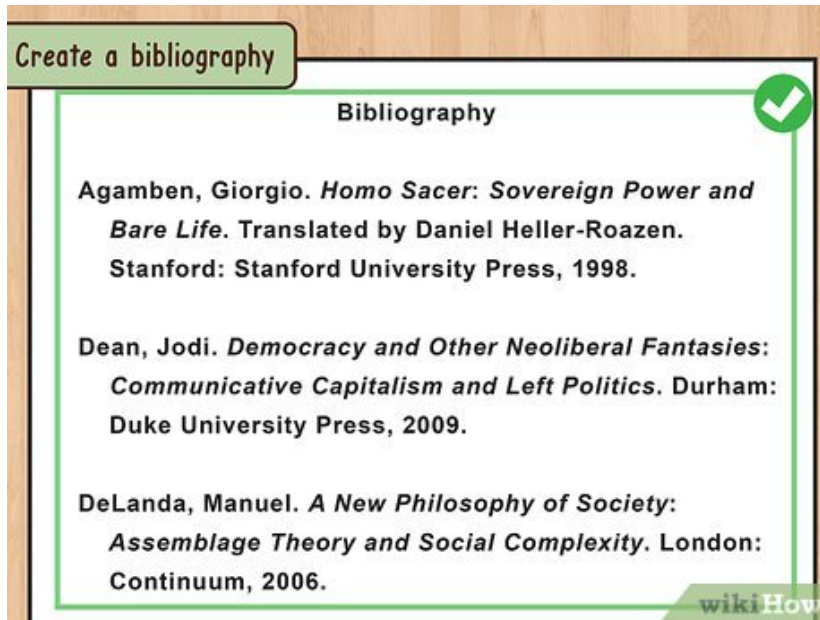 Create a bibliography
Bibliography
Agamben, Giorgio. Homo Sacer: Sovereign Power and
Bare Life. Translated by Daniel Heller-Roazen.
Stanford: Stanford University Press, 1998.
Dean, Jodi. Democracy and Other Neoliberal Fantasies:
Communicative Capitalism and Left Politics. Durham:
Duke University Press, 2009.
DeLanda, Manuel. A New Philosophy of Society:
Assemblage Theory and Social Complexity. London:
Continuum, 2006.
wikiHow